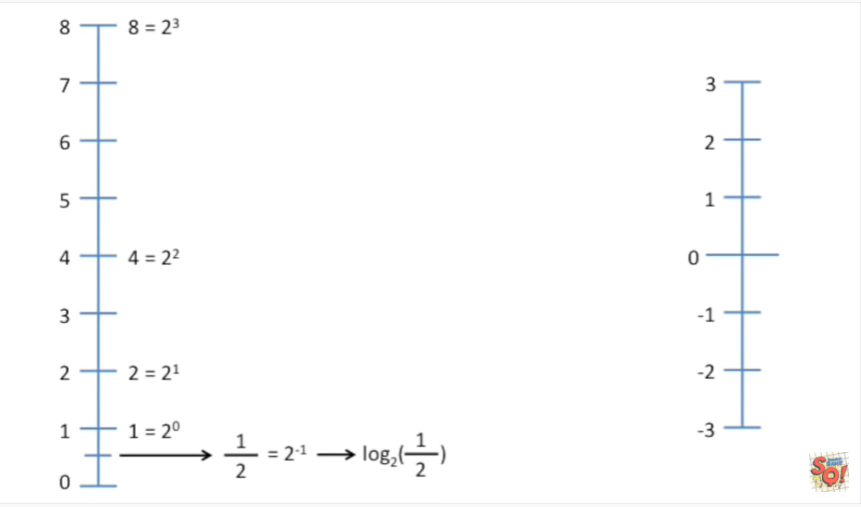 8
8 = 2³
7
6
5
4
4 = 2²
3
2
2 = 2¹
1
1 = 2⁰
1/2 = 2⁻¹ → log₂(1/2)
0
3
2
1
0
-1
-2
-3
SO!